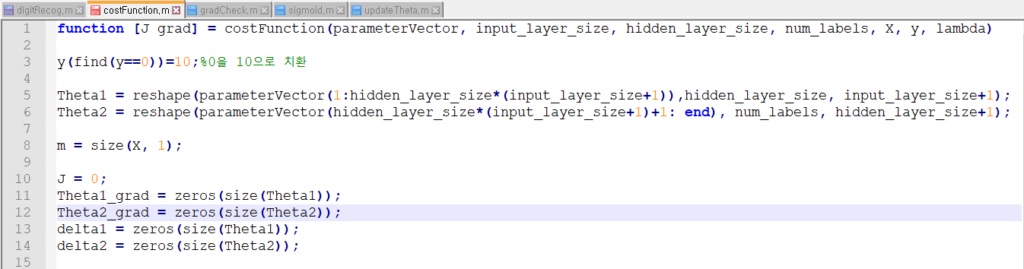 digitRecog.m costFunction.m gradCheck.m sigmoid.m updateTheta.m
1 function [J grad] = costFunction(parameterVector, input_layer_size, hidden_layer_size, num_labels, X, y, lambda)
2
3 y(find(y==0))=10;%0을 10으로 치환
4
5 Theta1 = reshape(parameterVector(1:hidden_layer_size*(input_layer_size+1)),hidden_layer_size, input_layer_size+1);
6 Theta2 = reshape(parameterVector(hidden_layer_size*(input_layer_size+1)+1: end), num_labels, hidden_layer_size+1);
7
8 m = size(X, 1);
9
10 J = 0;
11 Theta1_grad = zeros(size(Theta1));
12 Theta2_grad = zeros(size(Theta2));
13 delta1 = zeros(size(Theta1));
14 delta2 = zeros(size(Theta2));
15